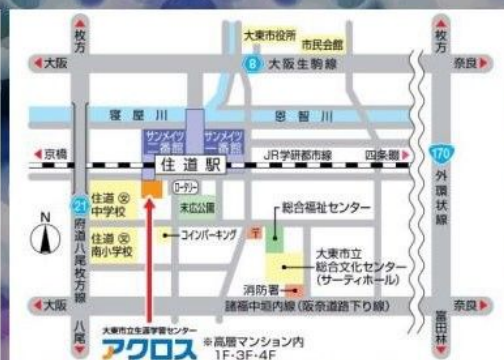 枚方
枚方
大東市役所
市民会館
大阪
8
大阪生駒線
奈良
寝屋川
恩智川
サンメイツ
二番館
サンメイツ
一番館
京橋
住道駅
JR学研都市線
四条畷
170
外環状線
住道
中学校
文
ロータリー
末広公園
21
府道八尾枚方線
総合福祉センター
N
住道
南小学校
文
コインパーキング
〒
大東市立
総合文化センター
(サーティホール)
消防署
大阪
諸福中垣内線(阪奈道路下り線)
奈良
八尾
富田林
大東市立生涯学習センター
アクロス
※高層マンション内
1F・3F・4F